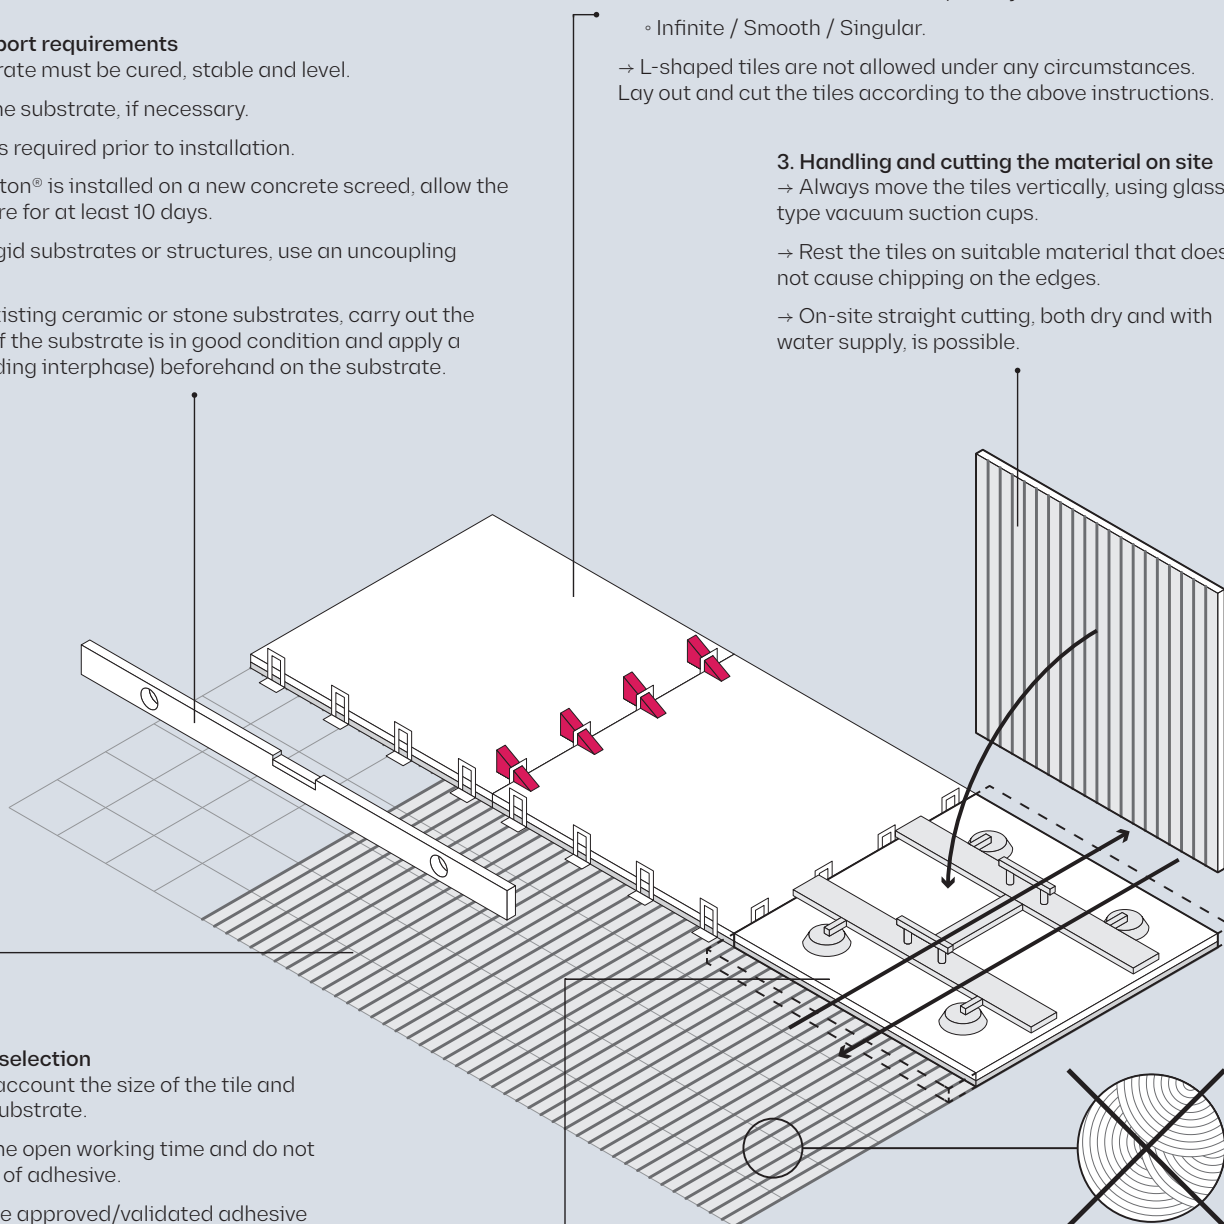 port requirements
rate must be cured, stable and level.
ne substrate, if necessary.
s required prior to installation.
ton® is installed on a new concrete screed, allow the
re for at least 10 days.
gid substrates or structures, use an uncoupling
xisting ceramic or stone substrates, carry out the
f the substrate is in good condition and apply a
ding interphase) beforehand on the substrate.
◦ Infinite / Smooth / Singular.
→ L-shaped tiles are not allowed under any circumstances.
Lay out and cut the tiles according to the above instructions.
3. Handling and cutting the material on site
→ Always move the tiles vertically, using glass
type vacuum suction cups.
→ Rest the tiles on suitable material that does
not cause chipping on the edges.
→ On-site straight cutting, both dry and with
water supply, is possible.
selection
account the size of the tile and
ubstrate.
he open working time and do not
of adhesive.
e approved/validated adhesive